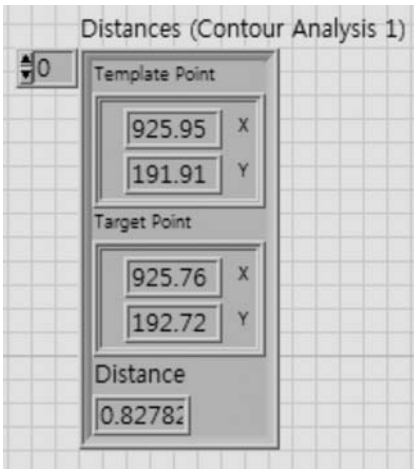 Distances (Contour Analysis 1)
0
Template Point
925.95 X
191.91 Y
Target Point
925.76 X
192.72 Y
Distance
0.82782